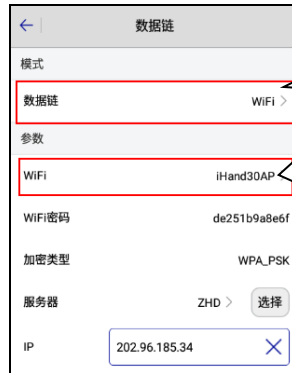 数据链
模式
数据链 WiFi >
参数
WiFi iHand30AP
WiFi密码 de251b9a8e6f
加密类型 WPA_PSK
服务器 ZHD > 选择
IP 202.96.185.34